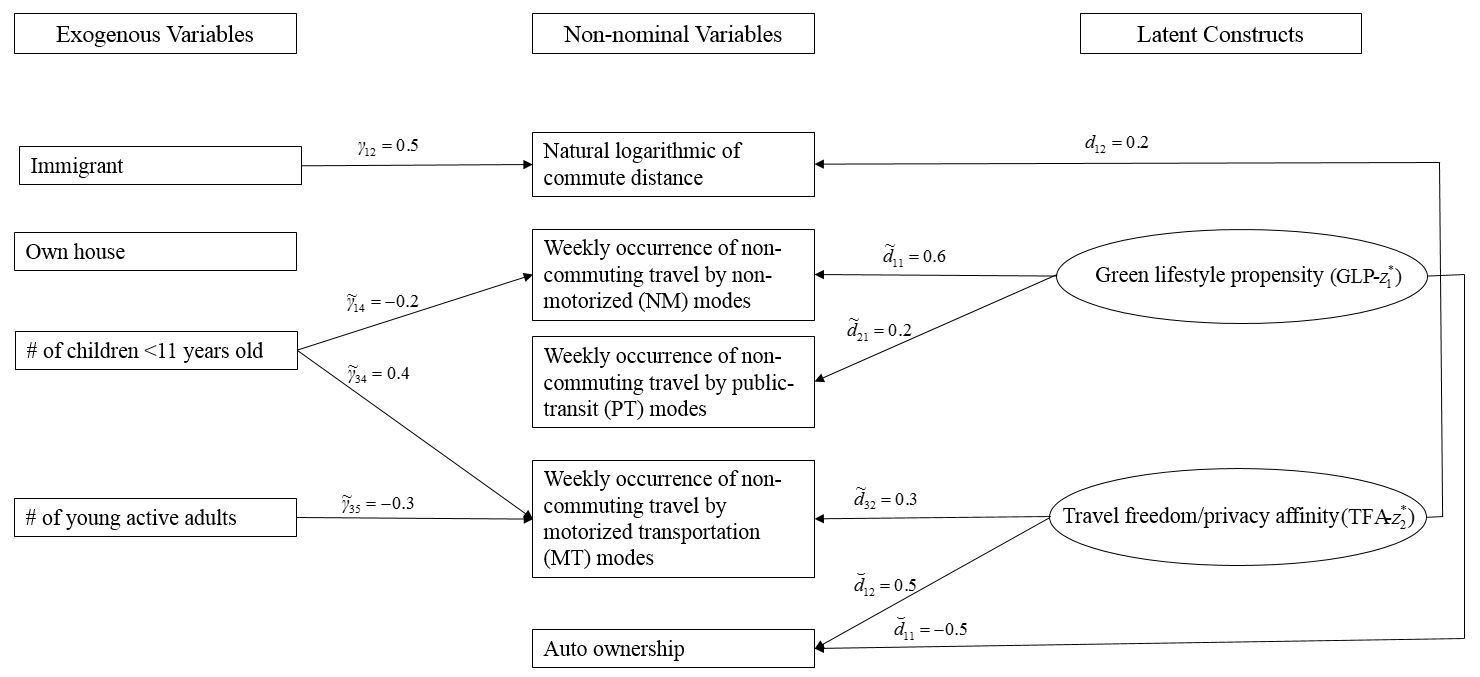 Exogenous Variables
Non-nominal Variables
Latent Constructs
Immigrant
γ₁₂ = 0.5
Natural logarithmic of
commute distance
d₁₂ = 0.2
Own house
Weekly occurrence of non-
commuting travel by non-
motorized (NM) modes
d̃₁₁ = 0.6
Green lifestyle propensity (GLP-z₁*)
γ̃₁₄ = −0.2
# of children <11 years old
γ̃₃₄ = 0.4
d̃₂₁ = 0.2
Weekly occurrence of non-
commuting travel by public-
transit (PT) modes
# of young active adults
γ̃₃₅ = −0.3
Weekly occurrence of non-
commuting travel by
motorized transportation
(MT) modes
d̃₃₂ = 0.3
Travel freedom/privacy affinity(TFA-z₂*)
d̆₁₂ = 0.5
d̆₁₁ = −0.5
Auto ownership